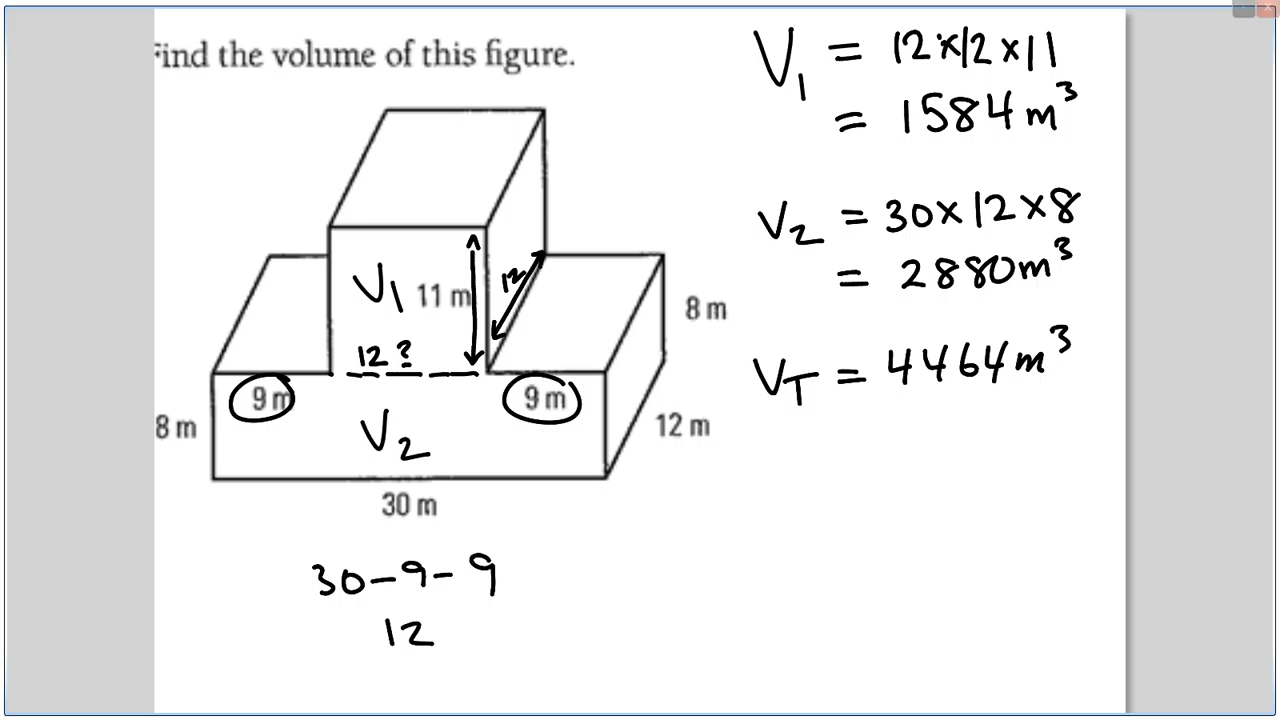 Find the volume of this figure.
V₁ = 12×12×11
= 1584 m³
V₂ = 30×12×8
= 2880 m³
V_T = 4464 m³
V₁ 11 m 12
8 m
12 ?
9 m 9 m
8 m V₂ 12 m
30 m
30-9-9
12